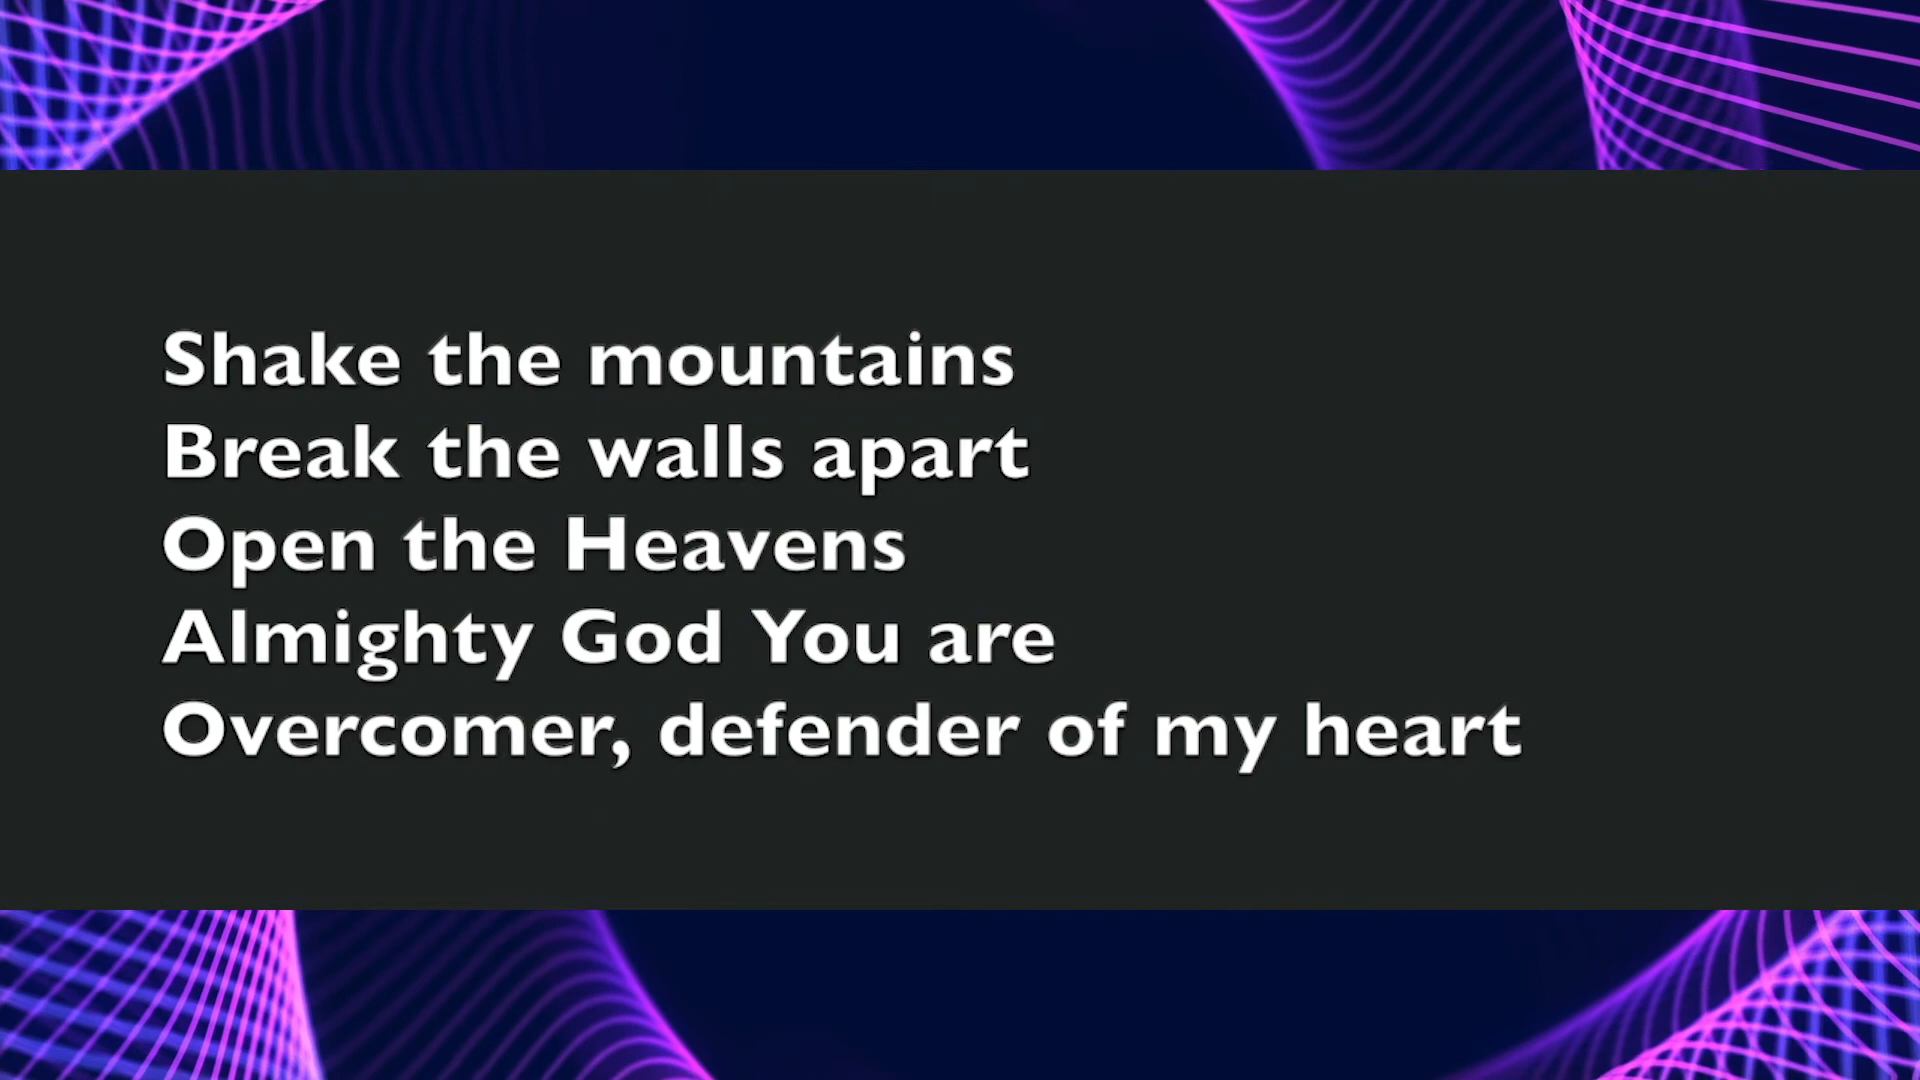 Shake the mountains
Break the walls apart
Open the Heavens
Almighty God You are
Overcomer, defender of my heart